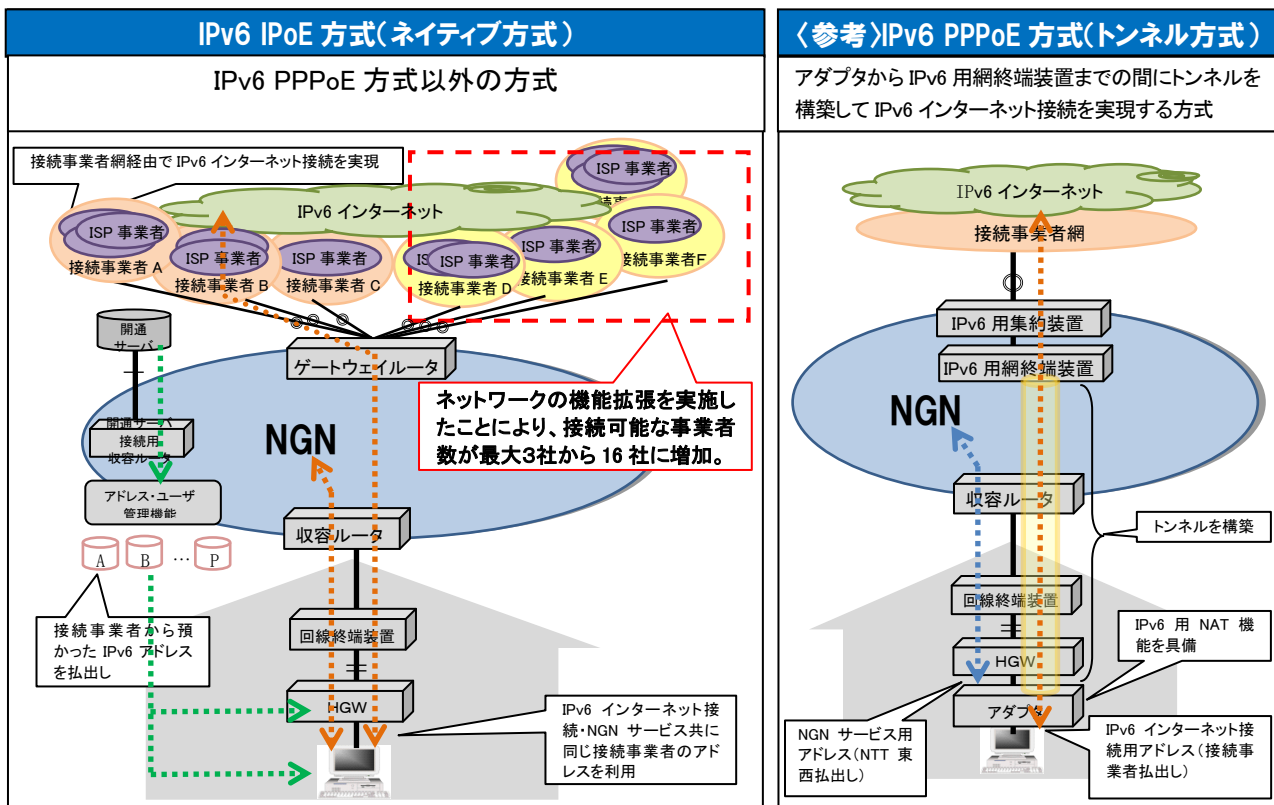 IPv6 IPoE 方式（ネイティブ方式）
IPv6 PPPoE 方式以外の方式
接続事業者網経由で IPv6 インターネット接続を実現
ISP 事業者
接続事業者 A
ISP 事業者
接続事業者 B
ISP 事業者
接続事業者 C
IPv6 インターネット
ISP 事業者
接続事業者 D
ISP 事業者
接続事業者 E
ISP 事業者
接続事業者F
ISP 事業者
開通
サーバ
ゲートウェイルータ
ネットワークの機能拡張を実施し
たことにより、接続可能な事業者
数が最大３社から 16 社に増加。
NGN
開通サーバ
接続用
収容ルータ
アドレス・ユーザ
管理機能
A
B
…
P
収容ルータ
接続事業者から預
かった IPv6 アドレス
を払出し
回線終端装置
HGW
IPv6 インターネット接
続・NGN サービス共に
同じ接続事業者のアド
レスを利用
〈参考〉IPv6 PPPoE 方式（トンネル方式）
アダプタから IPv6 用網終端装置までの間にトンネルを
構築して IPv6 インターネット接続を実現する方式
IPv6 インターネット
接続事業者網
IPv6 用集約装置
IPv6 用網終端装置
NGN
収容ルータ
トンネルを構築
回線終端装置
HGW
IPv6 用 NAT 機
能を具備
アダプタ
NGN サービス用
アドレス（NTT 東
西払出し）
IPv6 インターネット接
続用アドレス（接続事
業者払出し）